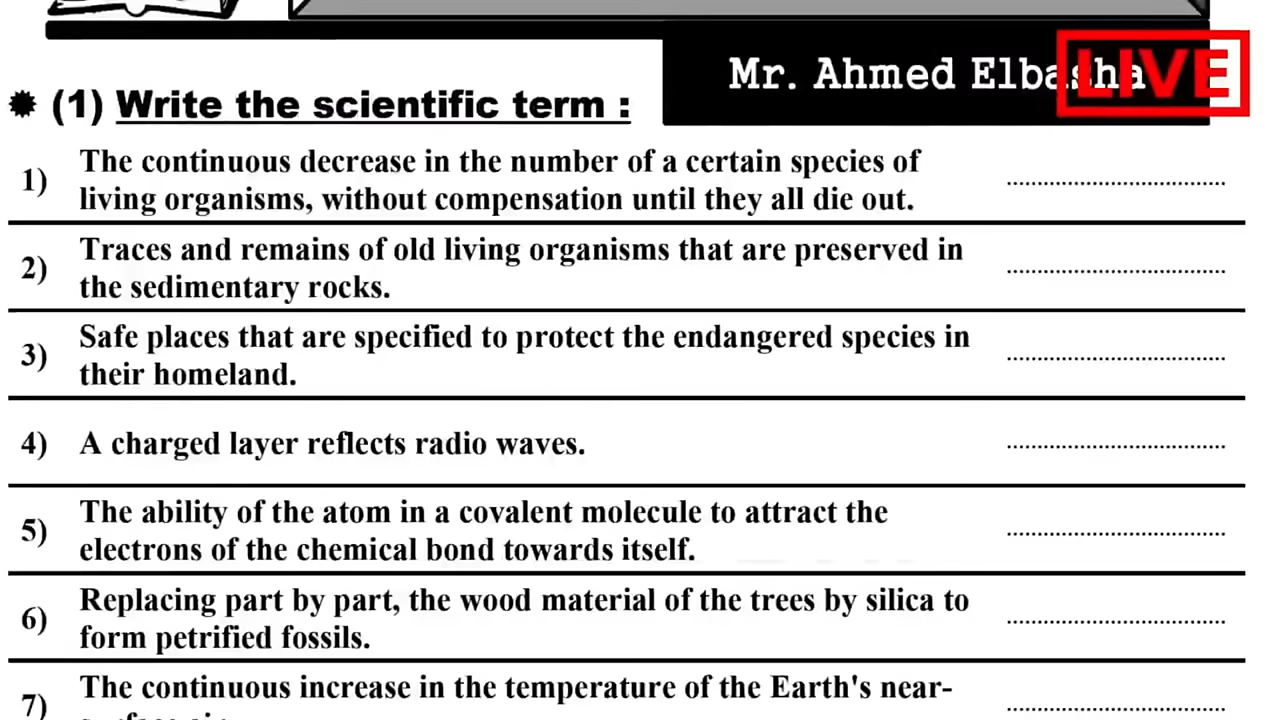 Mr. Ahmed Elbasha
LIVE
(1) Write the scientific term :
1) The continuous decrease in the number of a certain species of
living organisms, without compensation until they all die out.
2) Traces and remains of old living organisms that are preserved in
the sedimentary rocks.
3) Safe places that are specified to protect the endangered species in
their homeland.
4) A charged layer reflects radio waves.
5) The ability of the atom in a covalent molecule to attract the
electrons of the chemical bond towards itself.
6) Replacing part by part, the wood material of the trees by silica to
form petrified fossils.
7) The continuous increase in the temperature of the Earth's near-